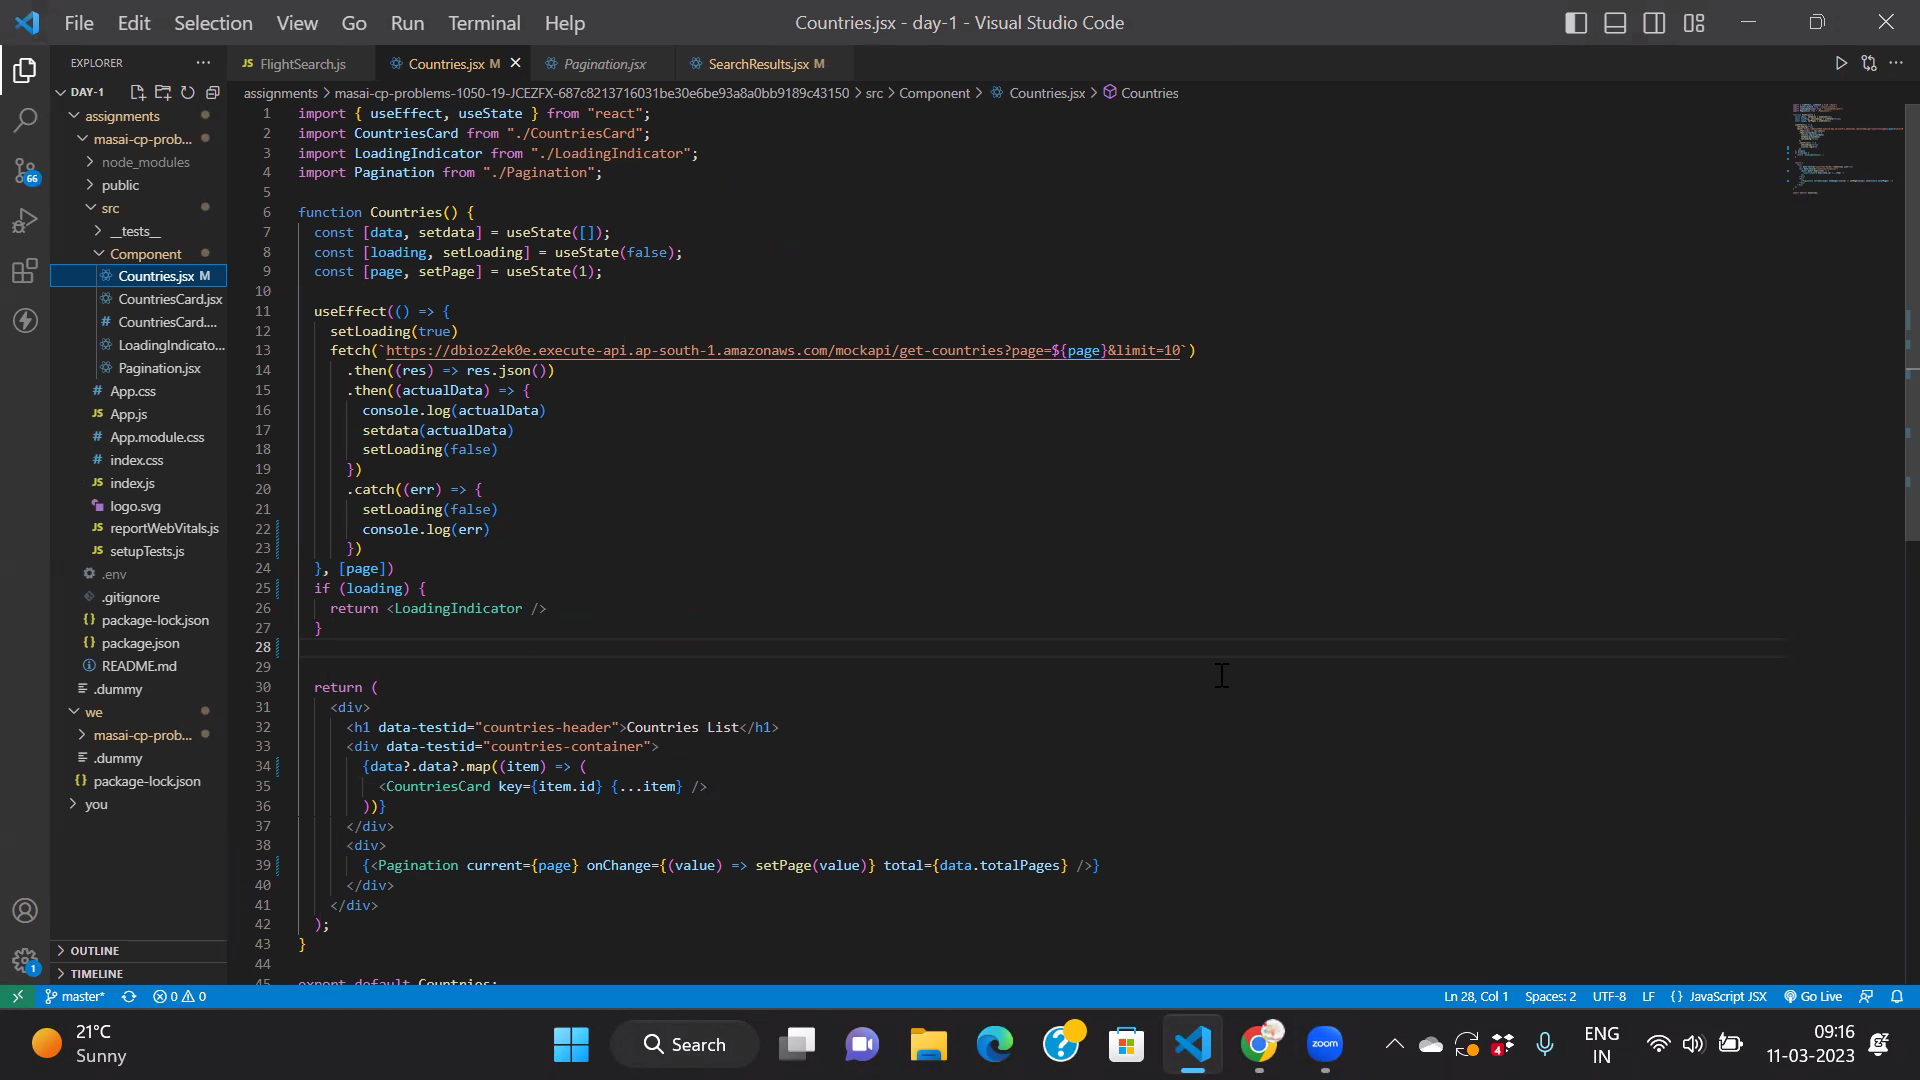 File Edit Selection View Go Run Terminal Help
Countries.jsx - day-1 - Visual Studio Code
EXPLORER
FlightSearch.js
Countries.jsx M
Pagination.jsx
SearchResults.jsx M
DAY-1
assignments > masai-cp-problems-1050-19-JCEZFX-687c8213716031be30e6be93a8a0bb9189c43150 > src > Component > Countries.jsx > Countries
assignments
masai-cp-prob...
node_modules
public
src
__tests__
Component
Countries.jsx M
CountriesCard.jsx
CountriesCard....
LoadingIndicato...
Pagination.jsx
App.css
App.js
App.module.css
index.css
index.js
logo.svg
reportWebVitals.js
setupTests.js
.env
.gitignore
package-lock.json
package.json
README.md
.dummy
we
masai-cp-prob...
.dummy
package-lock.json
you
OUTLINE
TIMELINE
66
1
1 import { useEffect, useState } from "react";
2 import CountriesCard from "./CountriesCard";
3 import LoadingIndicator from "./LoadingIndicator";
4 import Pagination from "./Pagination";
5
6 function Countries() {
7 const [data, setdata] = useState([]);
8 const [loading, setLoading] = useState(false);
9 const [page, setPage] = useState(1);
10
11 useEffect(() => {
12 setLoading(true)
13 fetch(`https://dbioz2ek0e.execute-api.ap-south-1.amazonaws.com/mockapi/get-countries?page=${page}&limit=10`)
14 .then((res) => res.json())
15 .then((actualData) => {
16 console.log(actualData)
17 setdata(actualData)
18 setLoading(false)
19 })
20 .catch((err) => {
21 setLoading(false)
22 console.log(err)
23 })
24 }, [page])
25 if (loading) {
26 return <LoadingIndicator />
27 }
28
29
30 return (
31 <div>
32 <h1 data-testid="countries-header">Countries List</h1>
33 <div data-testid="countries-container">
34 {data?.data?.map((item) => (
35 <CountriesCard key={item.id} {...item} />
36 ))}
37 </div>
38 <div>
39 {<Pagination current={page} onChange={(value) => setPage(value)} total={data.totalPages} />}
40 </div>
41 </div>
42 );
43 }
44
45 export default Countries;
master* 0 0
Ln 28, Col 1 Spaces: 2 UTF-8 LF JavaScript JSX Go Live
21°C
Sunny
Search
zoom
4
ENG
IN
09:16
11-03-2023